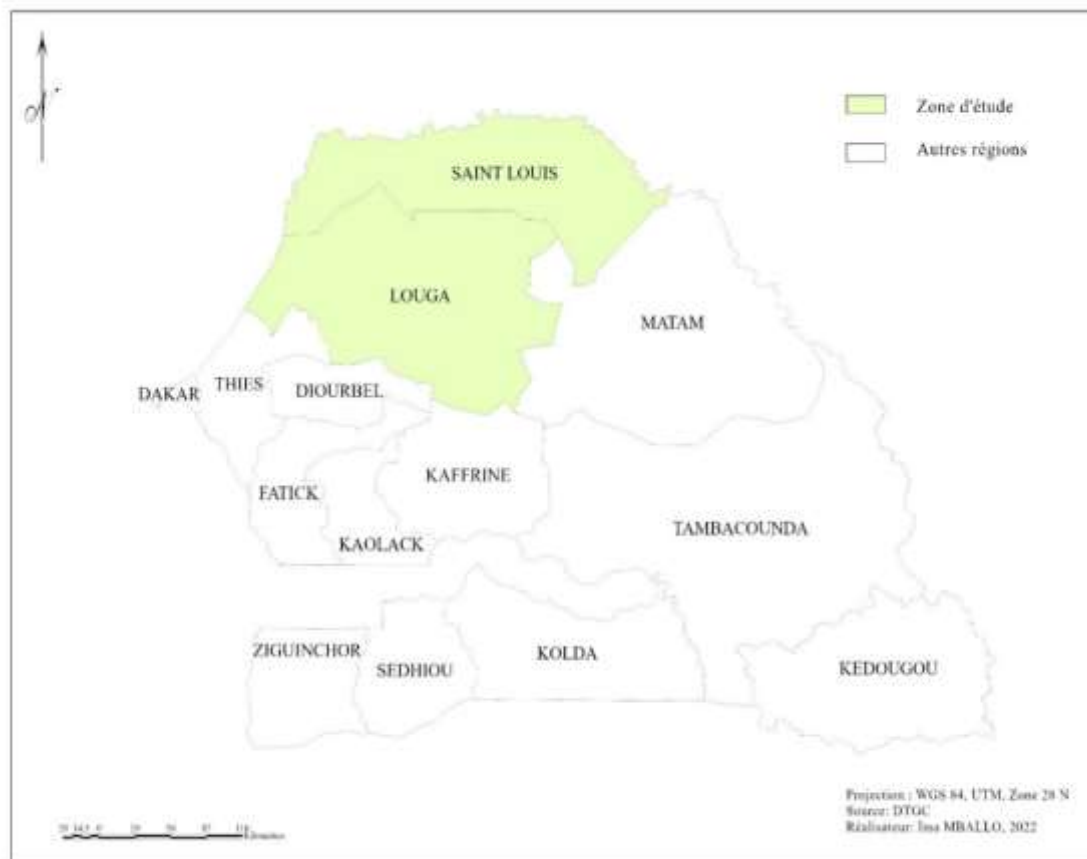 Zone d'étude
Autres régions
SAINT LOUIS
LOUGA
MATAM
THIES
DAKAR
DIOURBEL
KAFFRINE
FATICK
TAMBACOUNDA
KAOLACK
ZIGUINCHOR
SEDHIOU
KOLDA
KEDOUGOU
Projection : WGS 84, UTM, Zone 28 N
Source: DTGC
Réalisateur: Issa MBALLO, 2022